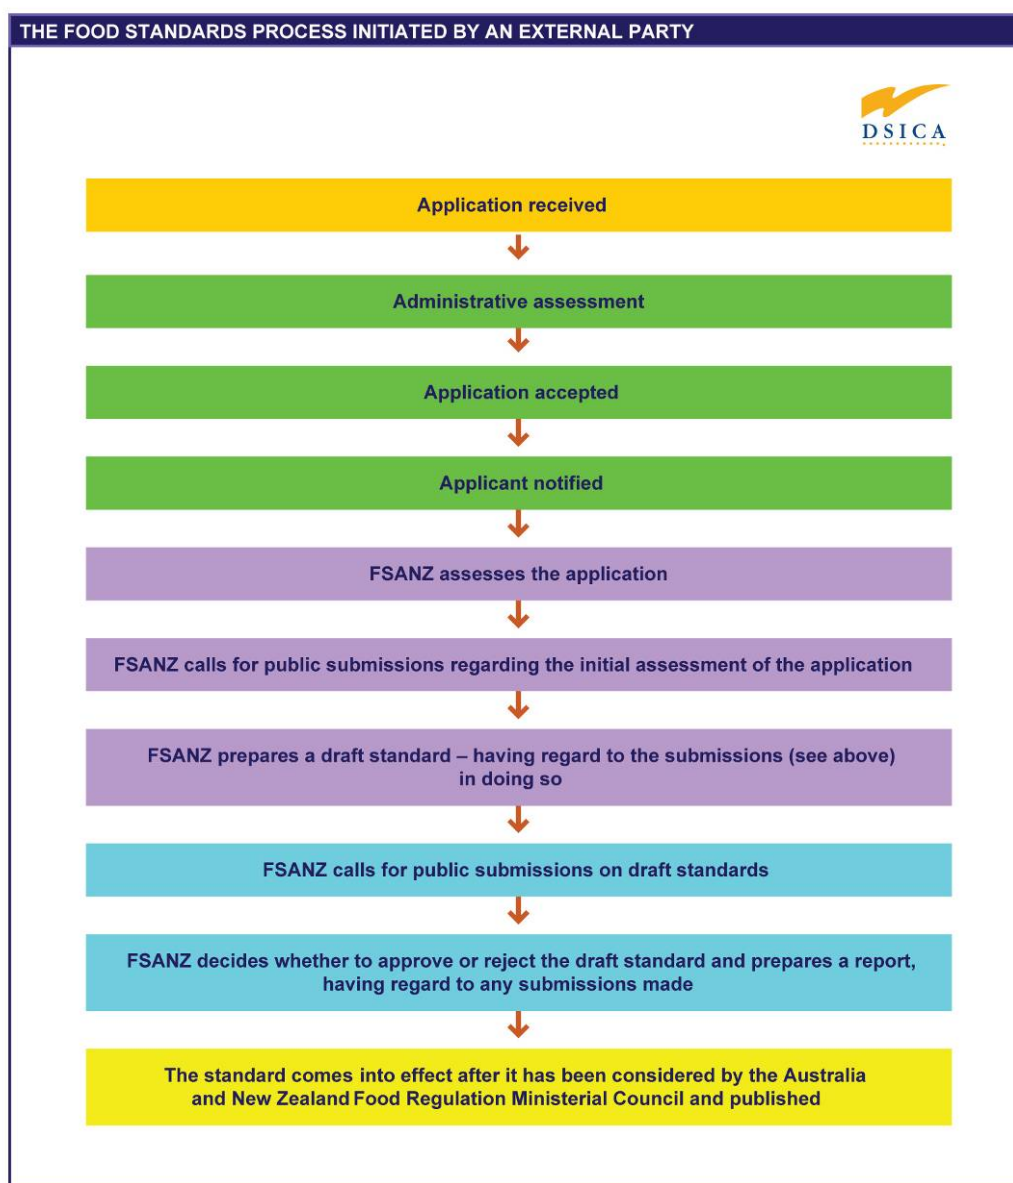 THE FOOD STANDARDS PROCESS INITIATED BY AN EXTERNAL PARTY
DSICA
Application received
Administrative assessment
Application accepted
Applicant notified
FSANZ assesses the application
FSANZ calls for public submissions regarding the initial assessment of the application
FSANZ prepares a draft standard – having regard to the submissions (see above)
in doing so
FSANZ calls for public submissions on draft standards
FSANZ decides whether to approve or reject the draft standard and prepares a report,
having regard to any submissions made
The standard comes into effect after it has been considered by the Australia
and New Zealand Food Regulation Ministerial Council and published